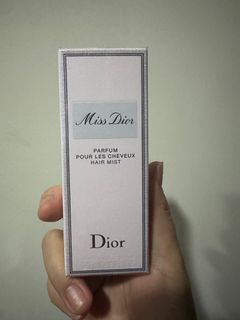 Miss Dior
PARFUM
POUR LES CHEVEUX
HAIR MIST
Dior